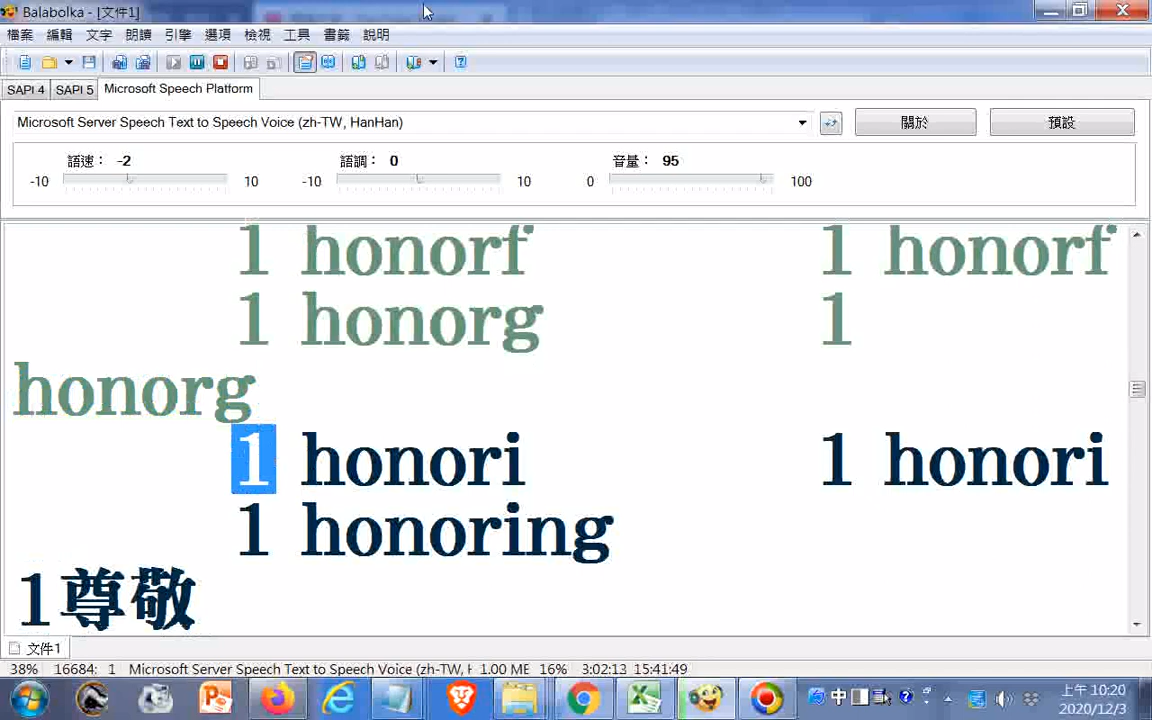 Balabolka - [文件1]
檔案 編輯 文字 朗讀 引擎 選項 檢視 工具 書籤 說明
SAPI 4 SAPI 5 Microsoft Speech Platform
Microsoft Server Speech Text to Speech Voice (zh-TW, HanHan) 關於 預設
語速： -2 語調： 0 音量： 95
-10 10 -10 10 0 100
1 honorf 1 honorf
1 honorg 1
honorg
1 honori 1 honori
1 honoring
1尊敬
文件1
38% 16684: 1 Microsoft Server Speech Text to Speech Voice (zh-TW, 1.00 ME 16% 3:02:13 15:41:49
中 上午 10:20
2020/12/3